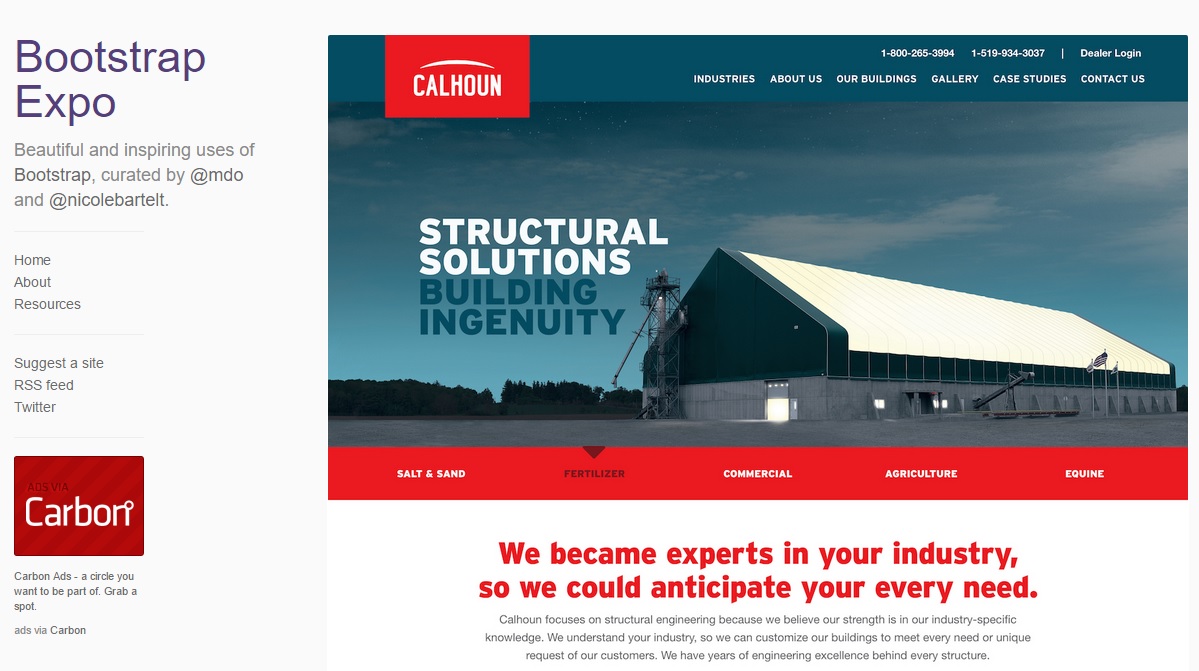 Bootstrap
Expo
Beautiful and inspiring uses of
Bootstrap, curated by @mdo
and @nicolebartelt.
Home
About
Resources
Suggest a site
RSS feed
Twitter
ADS VIA
Carbon
Carbon Ads - a circle you
want to be part of. Grab a
spot.
ads via Carbon
1-800-265-3994 1-519-934-3037 | Dealer Login
CALHOUN
INDUSTRIES ABOUT US OUR BUILDINGS GALLERY CASE STUDIES CONTACT US
STRUCTURAL
SOLUTIONS
BUILDING
INGENUITY
SALT & SAND FERTILIZER COMMERCIAL AGRICULTURE EQUINE
We became experts in your industry,
so we could anticipate your every need.
Calhoun focuses on structural engineering because we believe our strength is in our industry-specific
knowledge. We understand your industry, so we can customize our buildings to meet every need or unique
request of our customers. We have years of engineering excellence behind every structure.